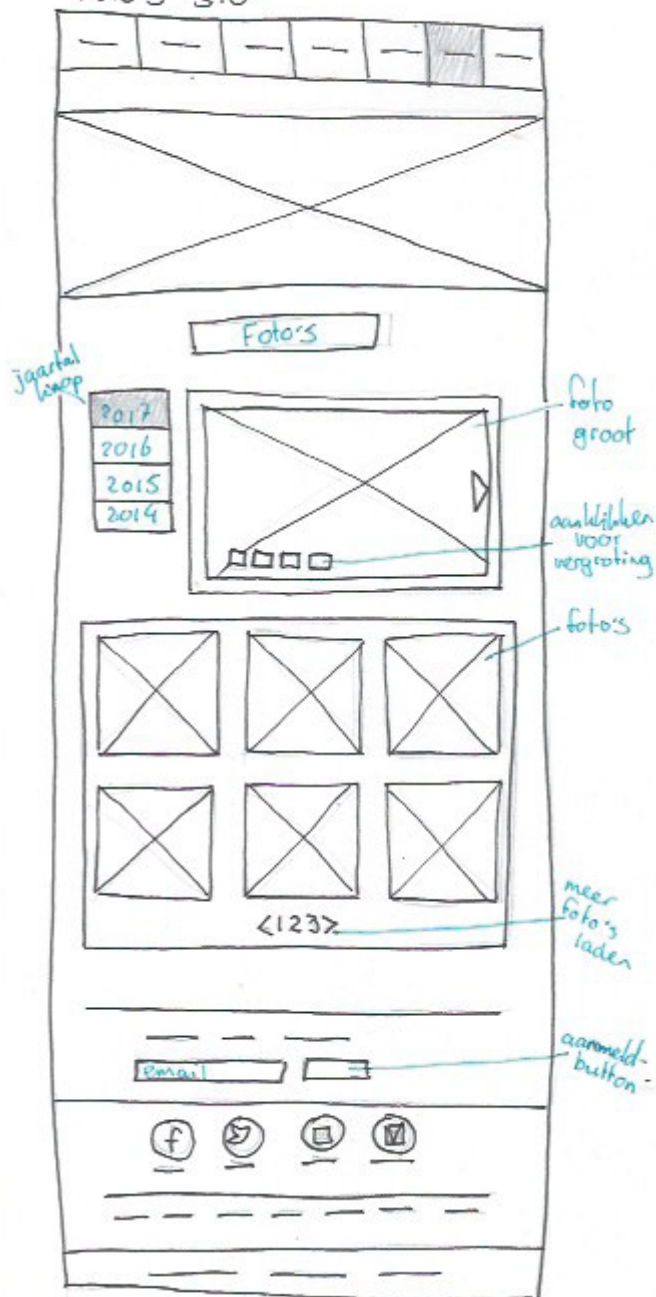 Foto's
jaartal
knop
2017
2016
2015
2014
foto
groot
aanklikken
voor
vergroting
foto's
<123>
meer
foto's
laden
email
aanmeld-
button
f